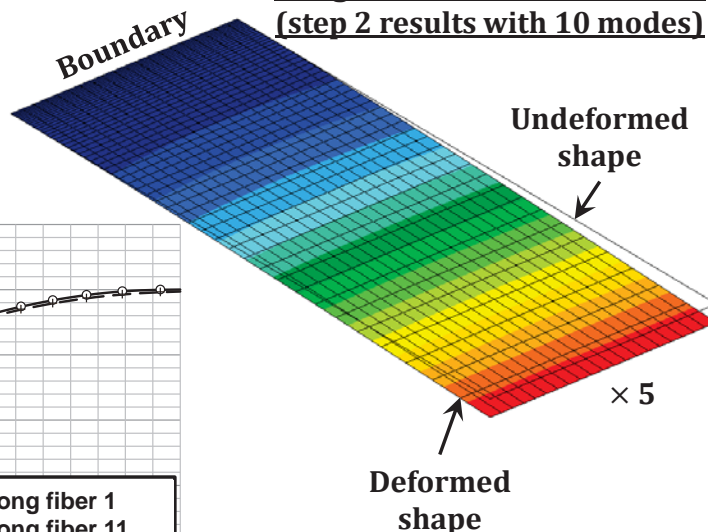 (step 2 results with 10 modes)
Boundary
Undeformed
shape
× 5
Deformed
shape
ong fiber 1
ong fiber 11